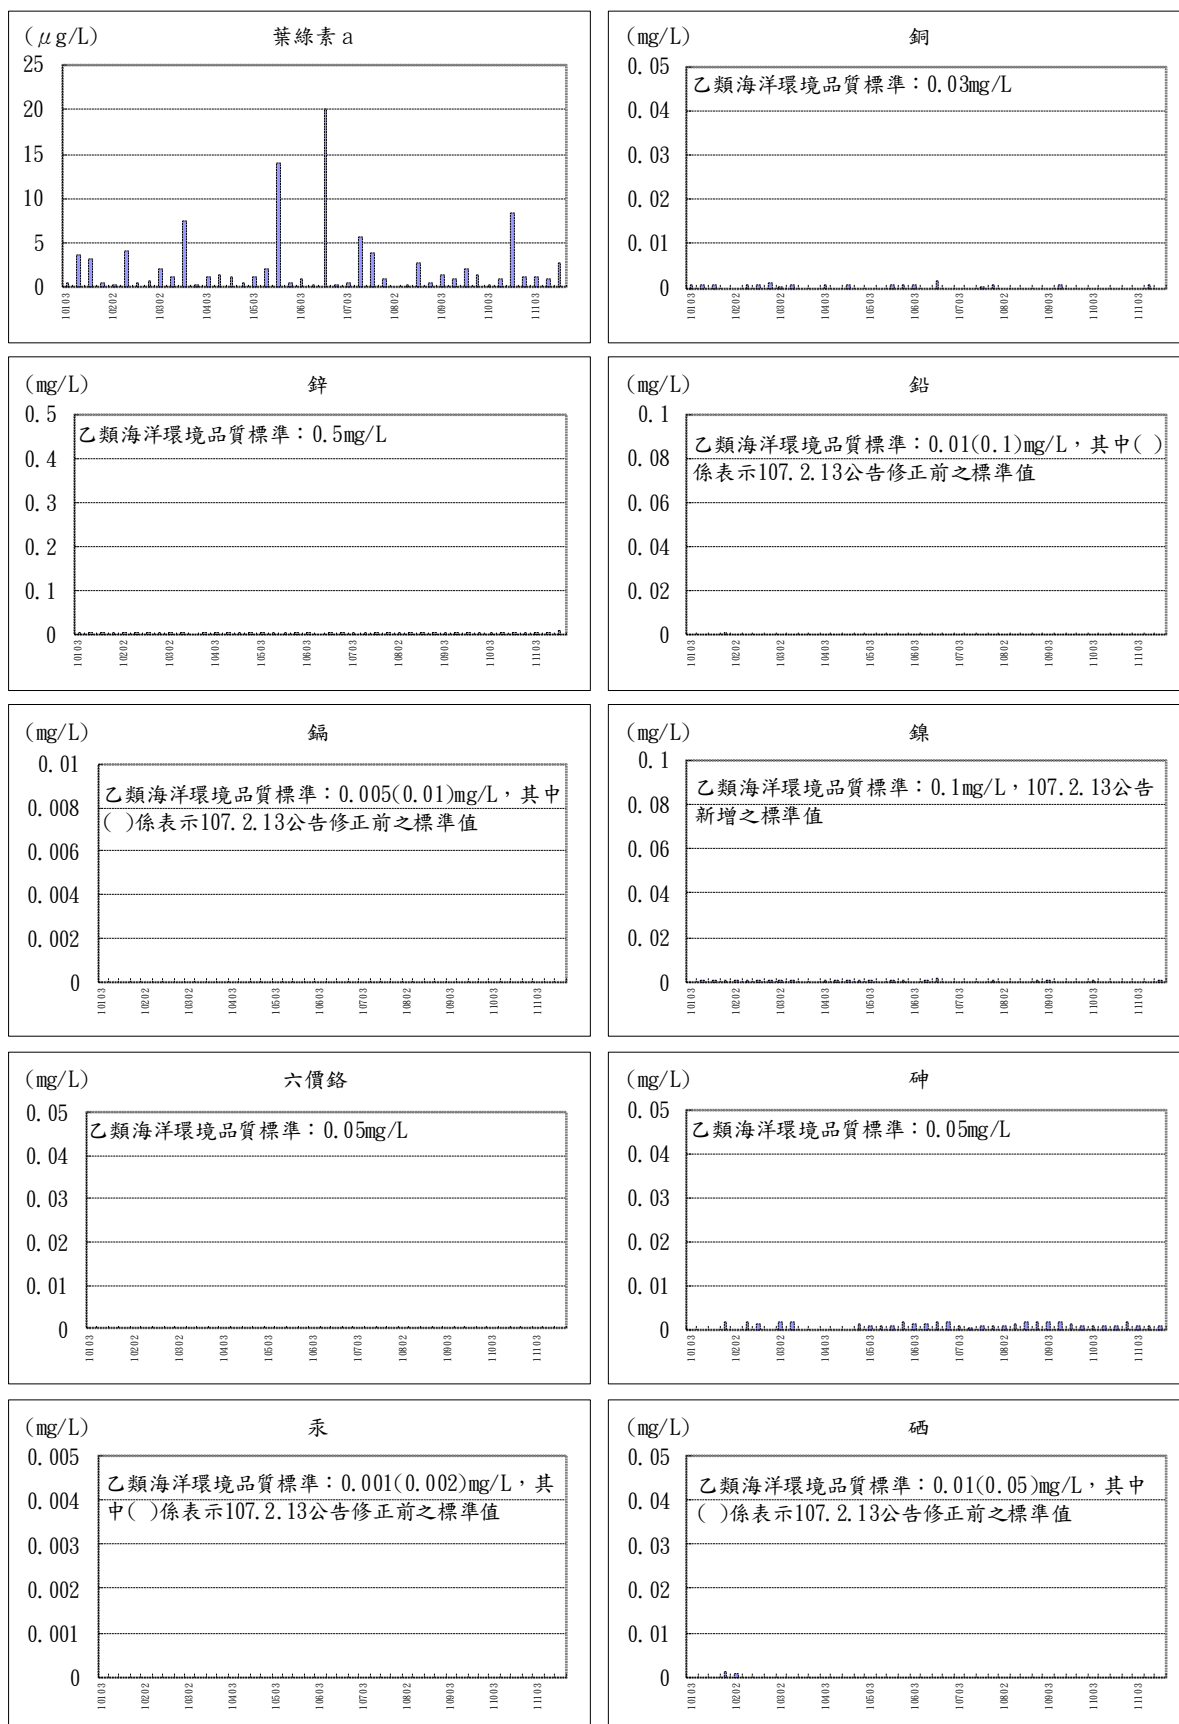 (μg/L) 葉綠素a
25
20
15
10
5
0
10103 10202 10302 10403 10503 10603 10703 10802 10903 11003 11103
(mg/L) 銅
0.05
乙類海洋環境品質標準：0.03mg/L
0.04
0.03
0.02
0.01
0
10103 10202 10302 10403 10503 10603 10703 10802 10903 11003 11103
(mg/L) 鋅
0.5
乙類海洋環境品質標準：0.5mg/L
0.4
0.3
0.2
0.1
0
10103 10202 10302 10403 10503 10603 10703 10802 10903 11003 11103
(mg/L) 鉛
0.1
乙類海洋環境品質標準：0.01(0.1)mg/L，其中( )
係表示107.2.13公告修正前之標準值
0.08
0.06
0.04
0.02
0
10103 10202 10302 10403 10503 10603 10703 10802 10903 11003 11103
(mg/L) 鎘
0.01
乙類海洋環境品質標準：0.005(0.01)mg/L，其中
( )係表示107.2.13公告修正前之標準值
0.008
0.006
0.004
0.002
0
10103 10202 10302 10403 10503 10603 10703 10802 10903 11003 11103
(mg/L) 鎳
0.1
乙類海洋環境品質標準：0.1mg/L，107.2.13公告
新增之標準值
0.08
0.06
0.04
0.02
0
10103 10202 10302 10403 10503 10603 10703 10802 10903 11003 11103
(mg/L) 六價鉻
0.05
乙類海洋環境品質標準：0.05mg/L
0.04
0.03
0.02
0.01
0
10103 10202 10302 10403 10503 10603 10703 10802 10903 11003 11103
(mg/L) 砷
0.05
乙類海洋環境品質標準：0.05mg/L
0.04
0.03
0.02
0.01
0
10103 10202 10302 10403 10503 10603 10703 10802 10903 11003 11103
(mg/L) 汞
0.005
乙類海洋環境品質標準：0.001(0.002)mg/L，其
中( )係表示107.2.13公告修正前之標準值
0.004
0.003
0.002
0.001
0
10103 10202 10302 10403 10503 10603 10703 10802 10903 11003 11103
(mg/L) 硒
0.05
乙類海洋環境品質標準：0.01(0.05)mg/L，其中
( )係表示107.2.13公告修正前之標準值
0.04
0.03
0.02
0.01
0
10103 10202 10302 10403 10503 10603 10703 10802 10903 11003 11103